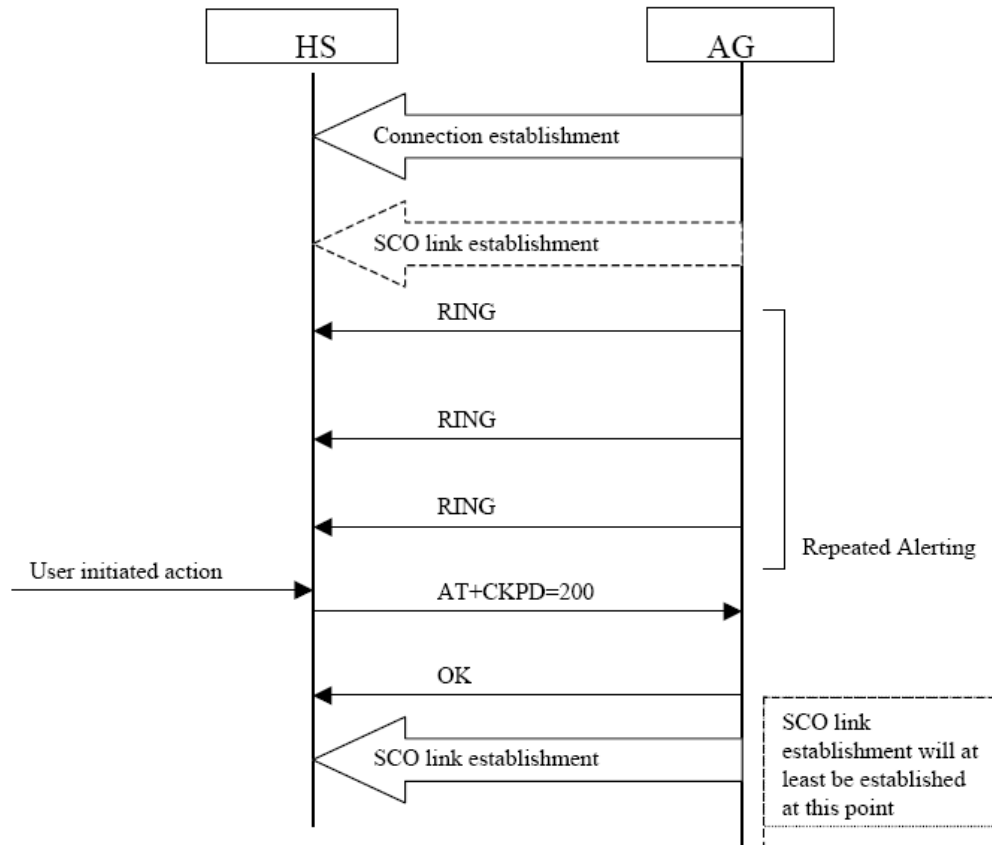 HS
AG
Connection establishment
SCO link establishment
RING
RING
RING
Repeated Alerting
User initiated action
AT+CKPD=200
OK
SCO link establishment
SCO link
establishment will at
least be established
at this point